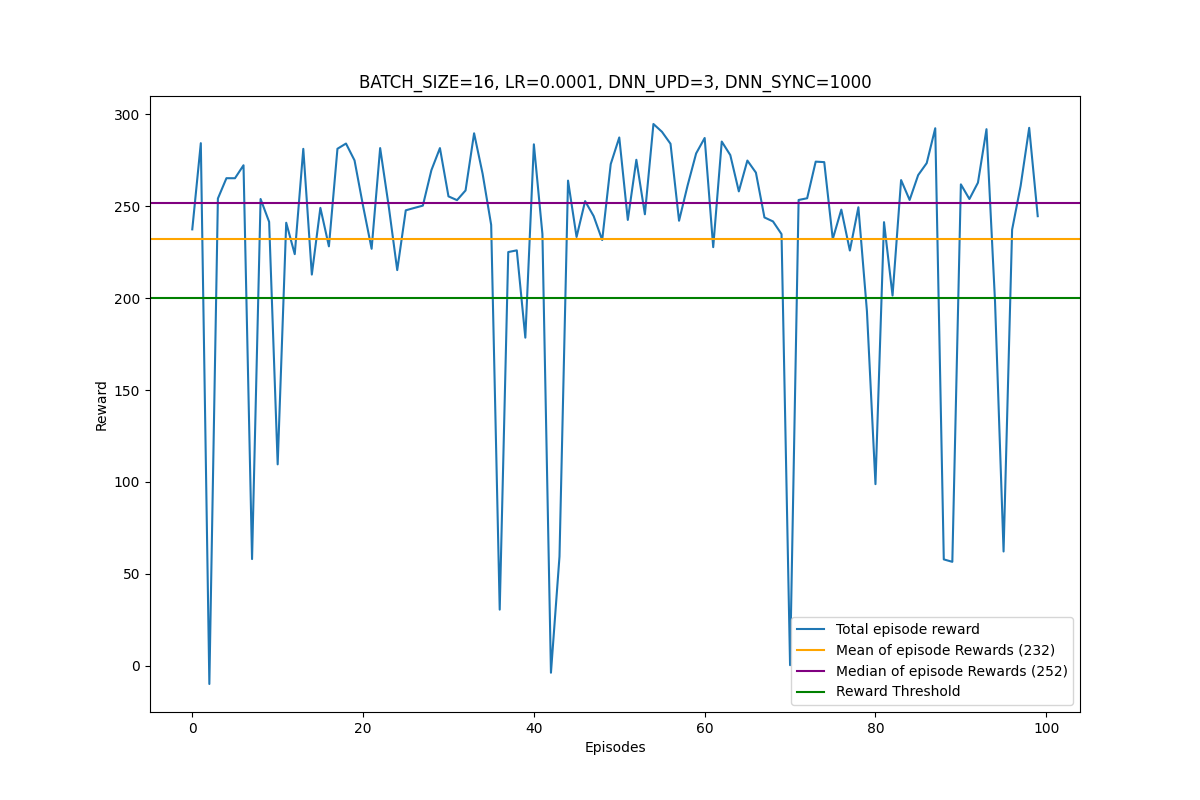 BATCH_SIZE=16, LR=0.0001, DNN_UPD=3, DNN_SYNC=1000
300
250
200
150
100
50
0
Reward
Total episode reward
Mean of episode Rewards (232)
Median of episode Rewards (252)
Reward Threshold
0 20 40 60 80 100
Episodes